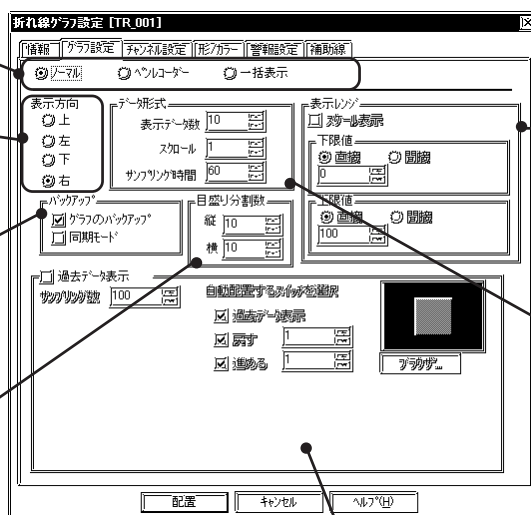 折れ線グラフ設定 [TR_001]
情報 グラフ設定 チャンネル設定 形/カラー 警報設定 補助線
ノーマル ペンレコーダー 一括表示
表示方向
上
左
下
右
データ形式
表示データ数 10
スクロール 1
サンプリング時間 60
表示レンジ
スケール表示
下限値
直接 間接
0
上限値
直接 間接
100
バックアップ
グラフのバックアップ
同期モード
目盛り分割数
縦 10
横 10
過去データ表示
サンプリング数 100
自動配置するスイッチを選択
過去データ表示
戻す 1
進める 1
ブラウザ...
配置 キャンセル ヘルプ(H)